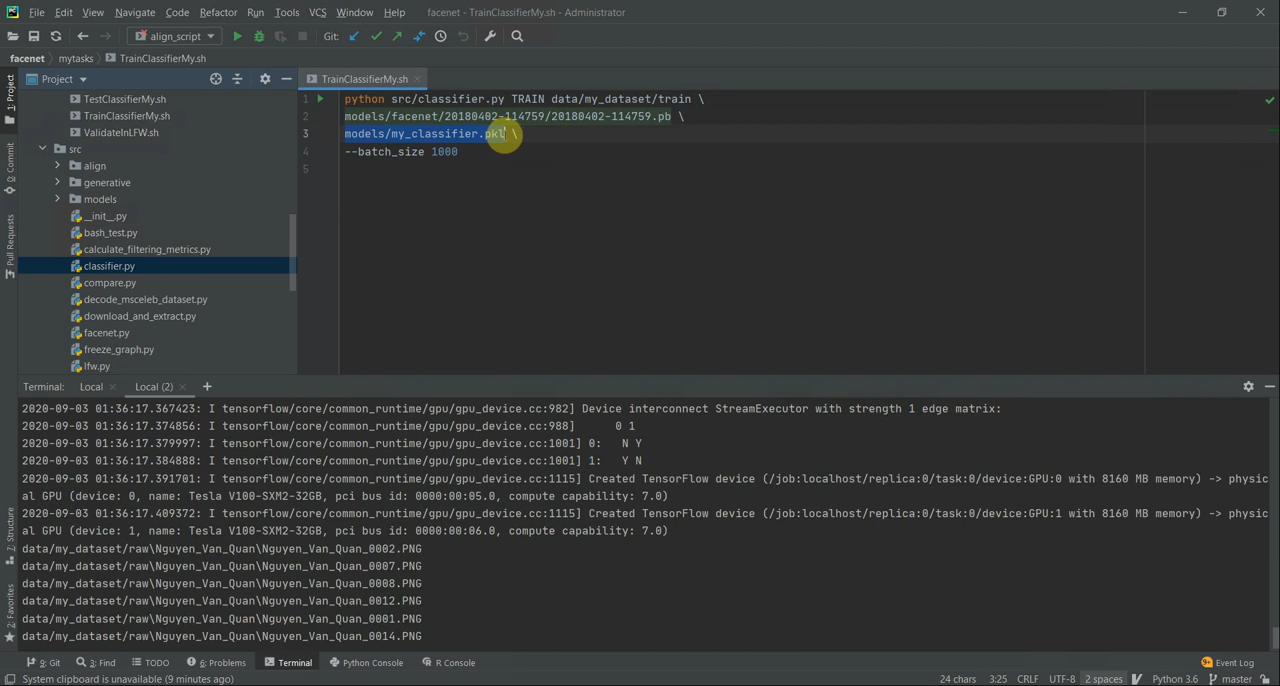 File Edit View Navigate Code Refactor Run Tools VCS Window Help facenet - TrainClassifierMy.sh - Administrator
align_script Git:
facenet mytasks TrainClassifierMy.sh
Project TrainClassifierMy.sh
1: Project
Commit
Pull Requests
7: Structure
2: Favorites
TestClassifierMy.sh
TrainClassifierMy.sh
ValidateInLFW.sh
src
align
generative
models
__init__.py
bash_test.py
calculate_filtering_metrics.py
classifier.py
compare.py
decode_msceleb_dataset.py
download_and_extract.py
facenet.py
freeze_graph.py
lfw.py
1 python src/classifier.py TRAIN data/my_dataset/train \
2 models/facenet/20180402-114759/20180402-114759.pb \
3 models/my_classifier.pkl \
4 --batch_size 1000
5
Terminal: Local Local (2)
2020-09-03 01:36:17.367423: I tensorflow/core/common_runtime/gpu/gpu_device.cc:982] Device interconnect StreamExecutor with strength 1 edge matrix:
2020-09-03 01:36:17.374856: I tensorflow/core/common_runtime/gpu/gpu_device.cc:988] 0 1
2020-09-03 01:36:17.379997: I tensorflow/core/common_runtime/gpu/gpu_device.cc:1001] 0: N Y
2020-09-03 01:36:17.384888: I tensorflow/core/common_runtime/gpu/gpu_device.cc:1001] 1: Y N
2020-09-03 01:36:17.391701: I tensorflow/core/common_runtime/gpu/gpu_device.cc:1115] Created TensorFlow device (/job:localhost/replica:0/task:0/device:GPU:0 with 8160 MB memory) -> physic
al GPU (device: 0, name: Tesla V100-SXM2-32GB, pci bus id: 0000:00:05.0, compute capability: 7.0)
2020-09-03 01:36:17.409372: I tensorflow/core/common_runtime/gpu/gpu_device.cc:1115] Created TensorFlow device (/job:localhost/replica:0/task:0/device:GPU:1 with 8160 MB memory) -> physic
al GPU (device: 1, name: Tesla V100-SXM2-32GB, pci bus id: 0000:00:06.0, compute capability: 7.0)
data/my_dataset/raw\Nguyen_Van_Quan\Nguyen_Van_Quan_0002.PNG
data/my_dataset/raw\Nguyen_Van_Quan\Nguyen_Van_Quan_0007.PNG
data/my_dataset/raw\Nguyen_Van_Quan\Nguyen_Van_Quan_0008.PNG
data/my_dataset/raw\Nguyen_Van_Quan\Nguyen_Van_Quan_0012.PNG
data/my_dataset/raw\Nguyen_Van_Quan\Nguyen_Van_Quan_0001.PNG
data/my_dataset/raw\Nguyen_Van_Quan\Nguyen_Van_Quan_0014.PNG
9: Git 3: Find TODO 6: Problems Terminal Python Console R Console 9+ Event Log
System clipboard is unavailable (9 minutes ago) 24 chars 3:25 CRLF UTF-8 2 spaces Python 3.6 master